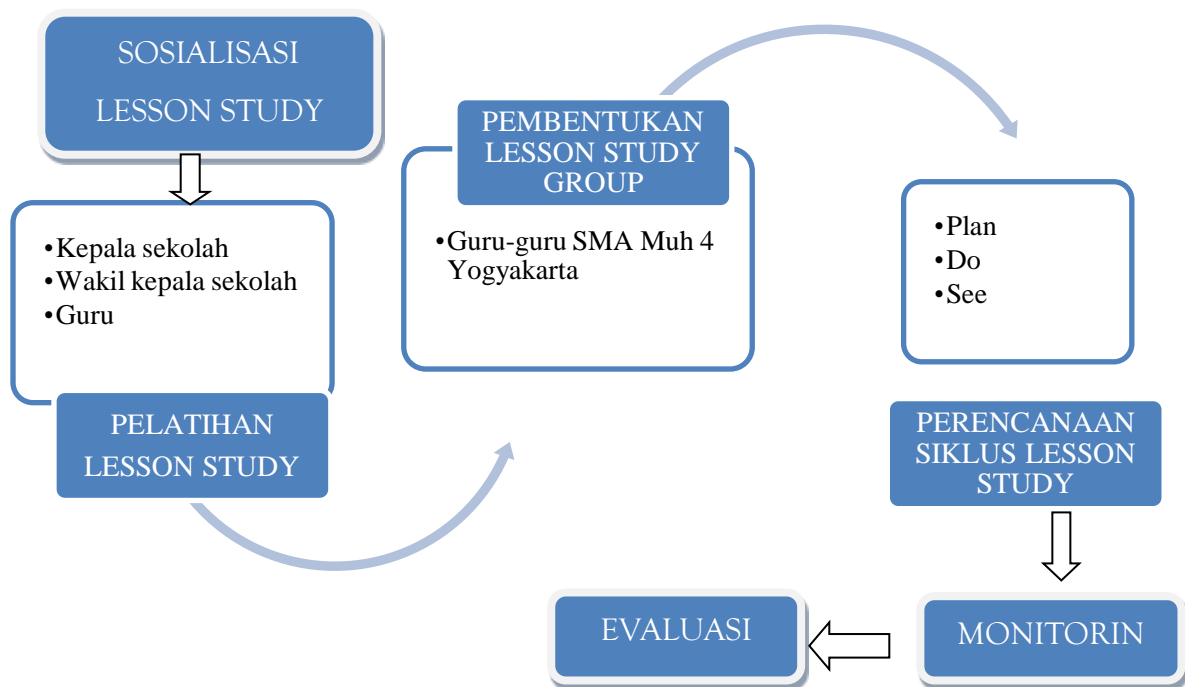 SOSIALISASI
LESSON STUDY
•Kepala sekolah
•Wakil kepala sekolah
•Guru
PELATIHAN
LESSON STUDY
PEMBENTUKAN
LESSON STUDY
GROUP
•Guru-guru SMA Muh 4
Yogyakarta
•Plan
•Do
•See
PERENCANAAN
SIKLUS LESSON
STUDY
MONITORIN
EVALUASI